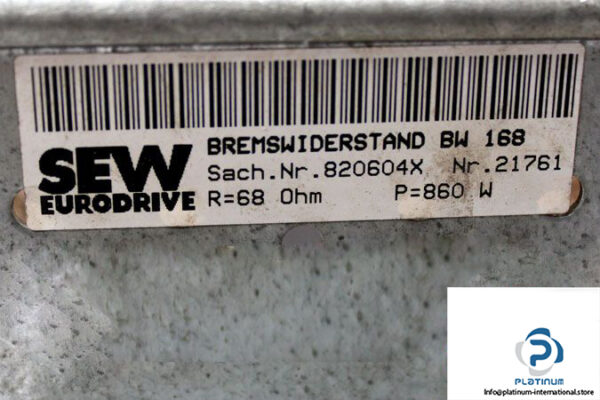 BREMSWIDERSTAND BW 168
SEW
EURODRIVE
Sach.Nr.820604X Nr.21761
R=68 Ohm P=860 W
PLATINUM
Info@platinum-international.store